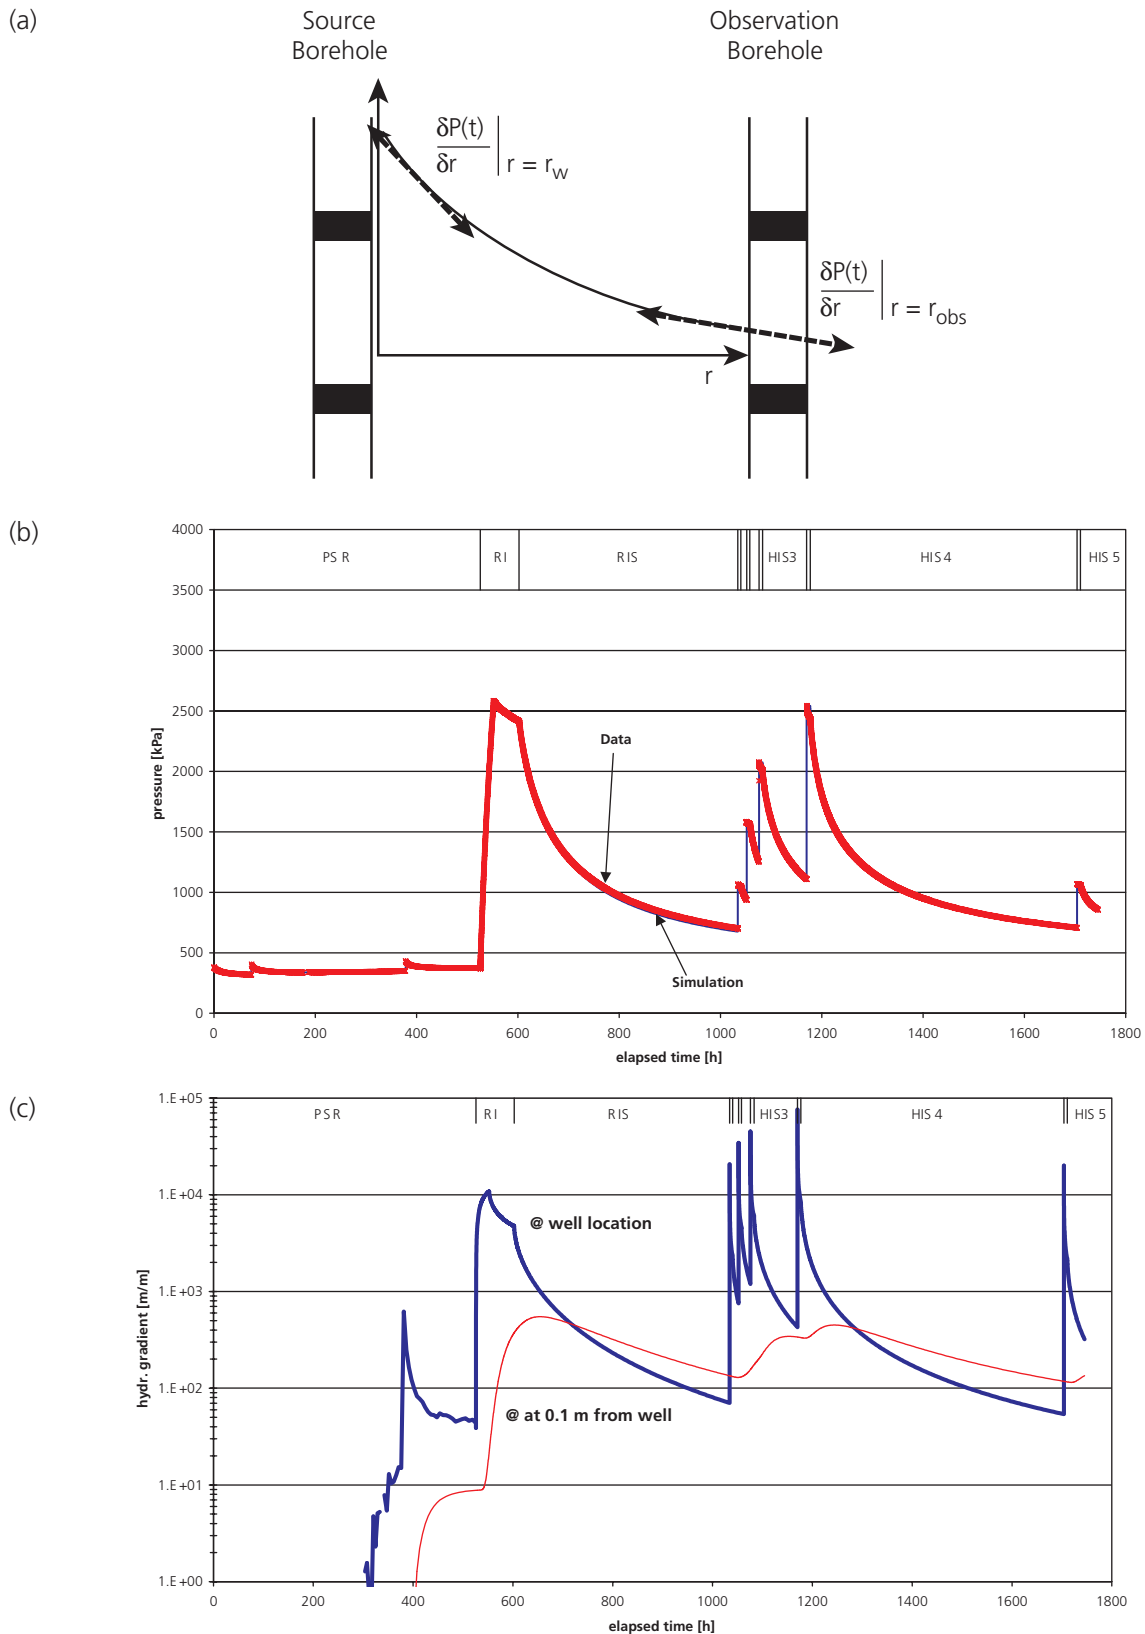 (a)
Source
Borehole
Observation
Borehole
δP(t)
δr
r = r_w
δP(t)
δr
r = r_obs
r
(b)
4000
3500
3000
2500
2000
1500
1000
500
0
pressure [kPa]
PSR
RI
RIS
HIS3
HIS 4
HIS 5
Data
Simulation
0 200 400 600 800 1000 1200 1400 1600 1800
elapsed time [h]
(c)
1.E+05
1.E+04
1.E+03
1.E+02
1.E+01
1.E+00
hydr. gradient [m/m]
PSR
RI
RIS
HIS3
HIS 4
HIS 5
@ well location
@ at 0.1 m from well
0 200 400 600 800 1000 1200 1400 1600 1800
elapsed time [h]